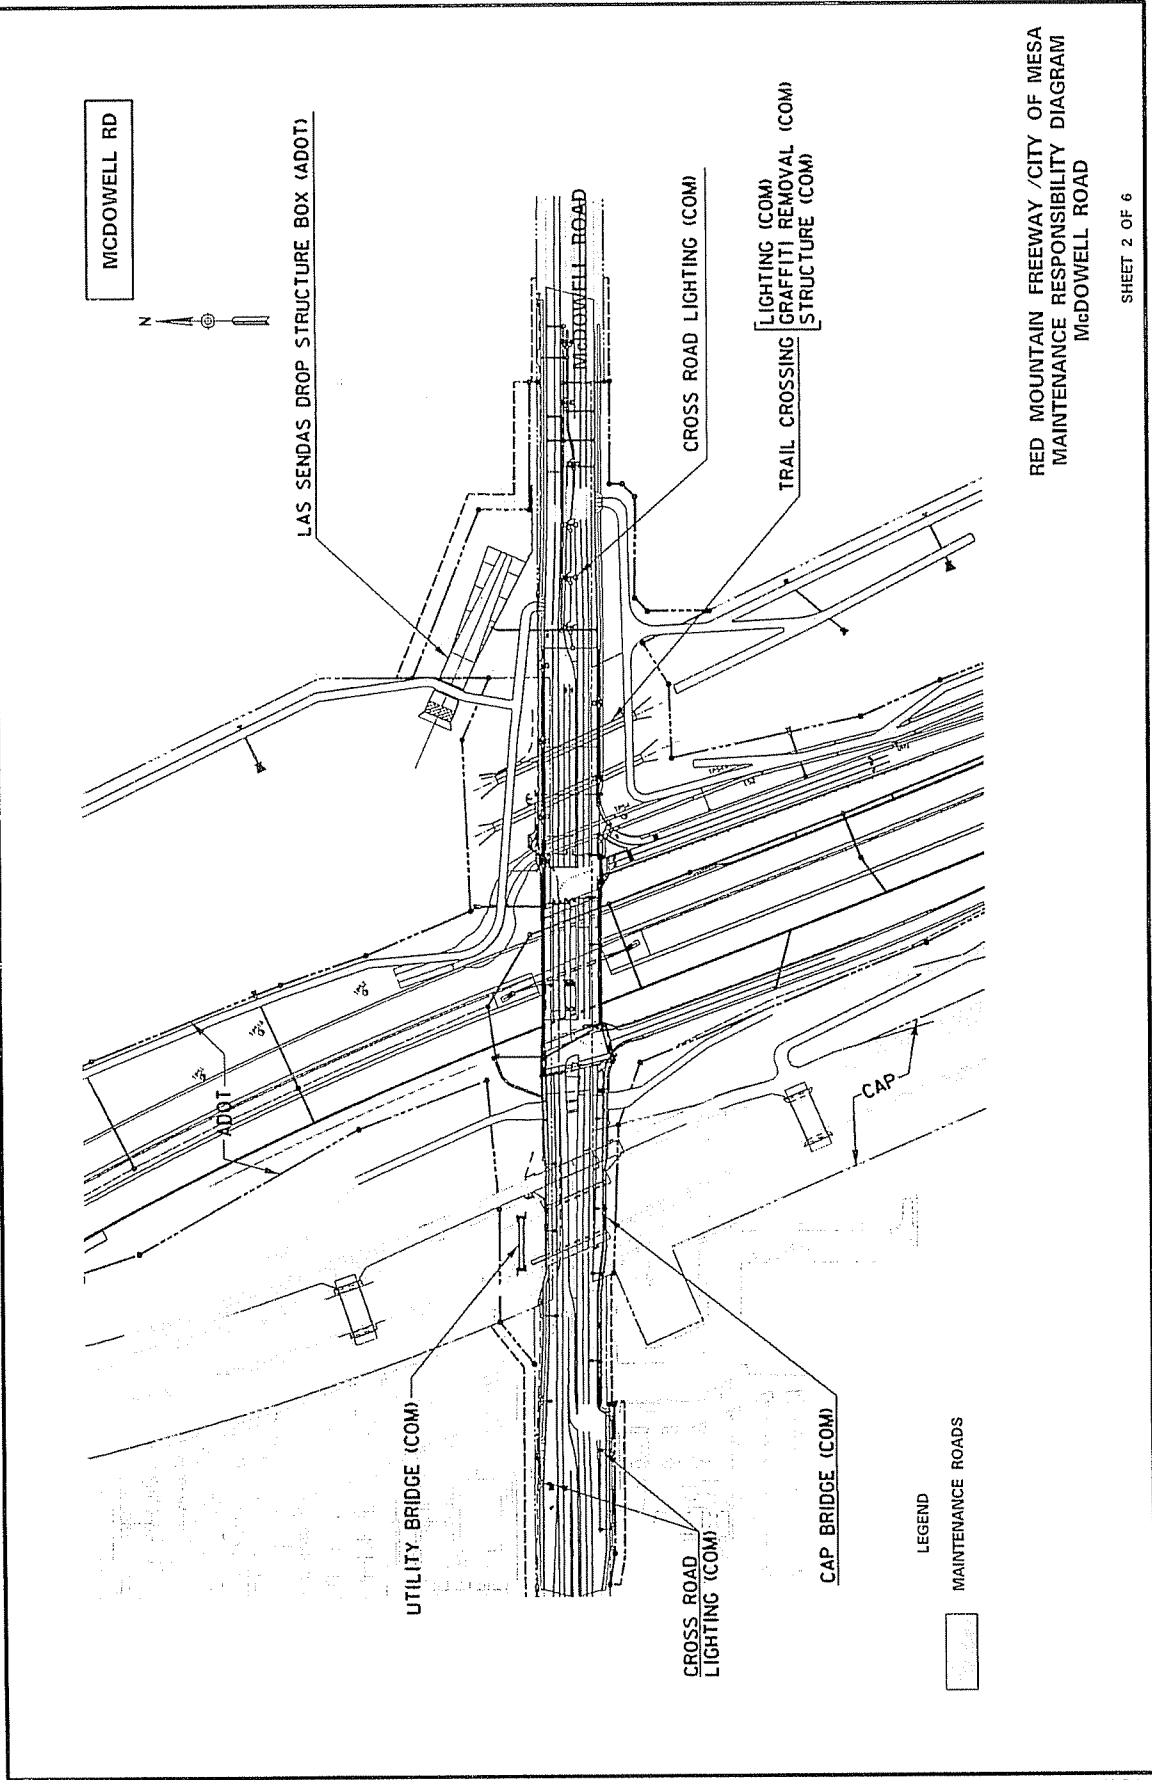 MCDOWELL RD
N
LAS SENDAS DROP STRUCTURE BOX (ADOT)
McDOWELL ROAD
CROSS ROAD LIGHTING (COM)
TRAIL CROSSING
LIGHTING (COM)
GRAFFITI REMOVAL (COM)
STRUCTURE (COM)
ADOT
CAP
UTILITY BRIDGE (COM)
CROSS ROAD
LIGHTING (COM)
CAP BRIDGE (COM)
LEGEND
MAINTENANCE ROADS
RED MOUNTAIN FREEWAY /CITY OF MESA
MAINTENANCE RESPONSIBILITY DIAGRAM
McDOWELL ROAD
SHEET 2 OF 6